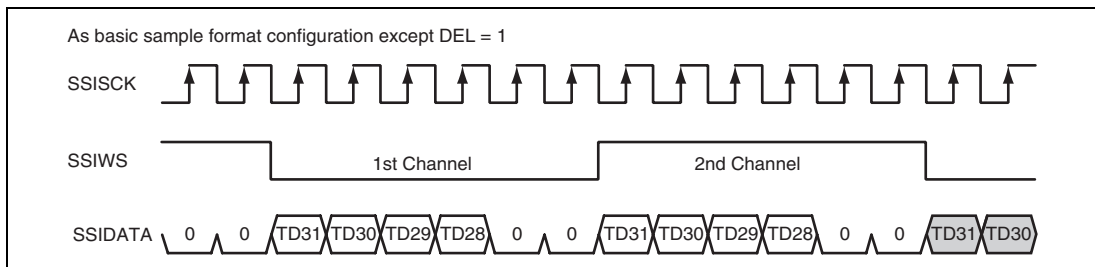 As basic sample format configuration except DEL = 1
SSISCK
SSIWS 1st Channel 2nd Channel
SSIDATA 0 0 TD31 TD30 TD29 TD28 0 0 TD31 TD30 TD29 TD28 0 0 TD31 TD30